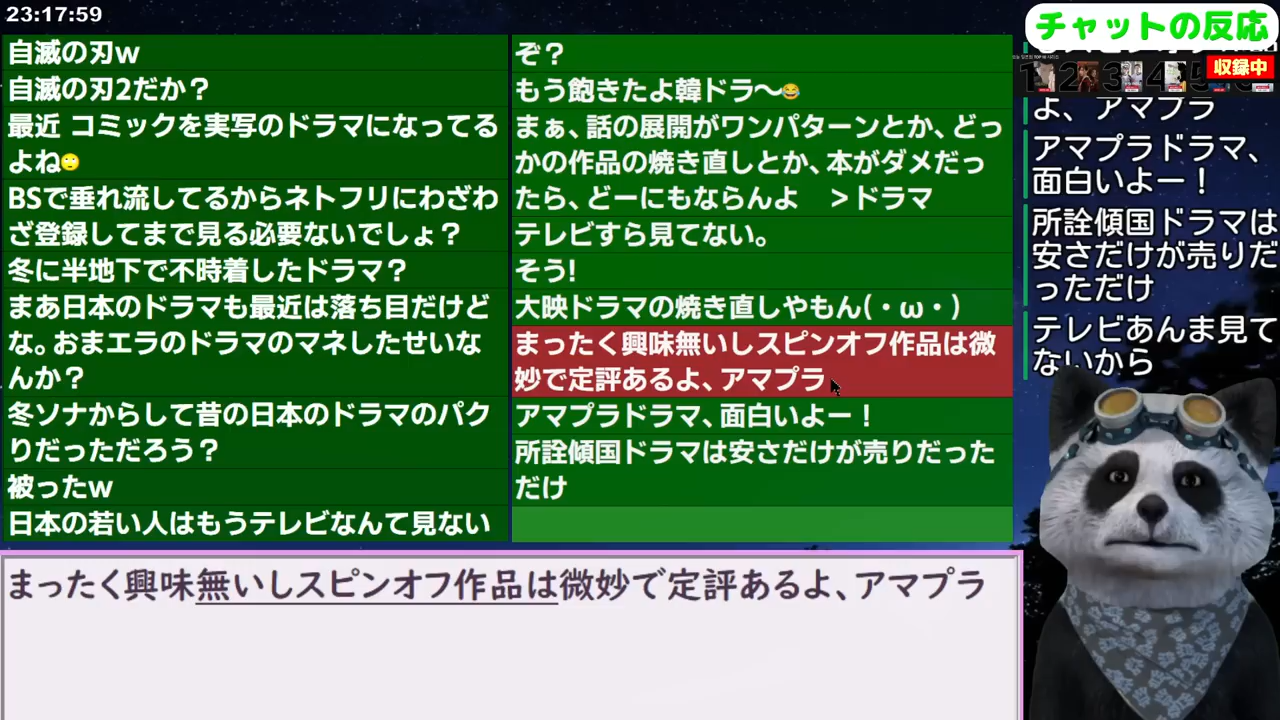 23:17:59
自滅の刃w
自滅の刃2だか？
最近 コミックを実写のドラマになってる
よね🙄
BSで垂れ流してるからネトフリにわざわ
ざ登録してまで見る必要ないでしょ？
冬に半地下で不時着したドラマ？
まあ日本のドラマも最近は落ち目だけど
な。おまエラのドラマのマネしたせいな
んか？
冬ソナからして昔の日本のドラマのパク
りだっただろう？
被ったw
日本の若い人はもうテレビなんて見ない
ぞ？
もう飽きたよ韓ドラ〜😂
まぁ、話の展開がワンパターンとか、どっ
かの作品の焼き直しとか、本がダメだっ
たら、どーにもならんよ　＞ドラマ
テレビすら見てない。
そう!
大映ドラマの焼き直しやもん(・ω・)
まったく興味無いしスピンオフ作品は微
妙で定評あるよ、アマプラ
アマプラドラマ、面白いよー！
所詮傾国ドラマは安さだけが売りだった
だけ
まったく興味無いしスピンオフ作品は微妙で定評あるよ、アマプラ
チャットの反応
収録中
よ、アマプラ
アマプラドラマ、
面白いよー！
所詮傾国ドラマは
安さだけが売りだ
っただけ
テレビあんま見て
ないから